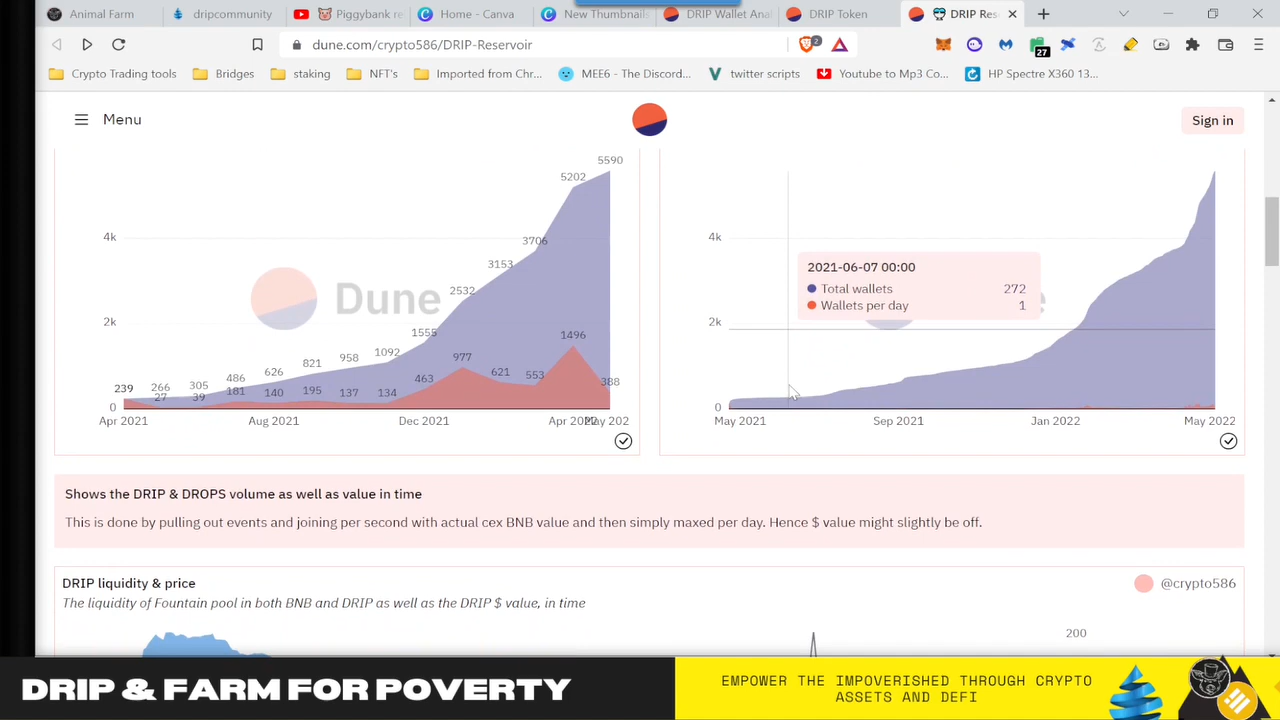 Animal Farm
dripcommunity
Piggybank re
Home - Canva
New Thumbnails
DRIP Wallet Anal
DRIP Token
DRIP Res
dune.com/crypto586/DRIP-Reservoir
2
27
Crypto Trading tools
Bridges
staking
NFT's
Imported from Chr...
MEE6 - The Discord...
twitter scripts
Youtube to Mp3 Co...
HP Spectre X360 13...
Menu
Sign in
5590
5202
4k
3706
3153
2532
2k
1555
1496
1092
977
958
821
626
486
305
266
239
621
553
463
388
195
181
140
137
134
39
27
0
Apr 2021
Aug 2021
Dec 2021
Apr 2022
May 202
Dune
4k
2021-06-07 00:00
Total wallets 272
Wallets per day 1
2k
0
May 2021
Sep 2021
Jan 2022
May 2022
Shows the DRIP & DROPS volume as well as value in time
This is done by pulling out events and joining per second with actual cex BNB value and then simply maxed per day. Hence $ value might slightly be off.
DRIP liquidity & price
@crypto586
The liquidity of Fountain pool in both BNB and DRIP as well as the DRIP $ value, in time
200
DRIP & FARM FOR POVERTY
EMPOWER THE IMPOVERISHED THROUGH CRYPTO
ASSETS AND DEFI